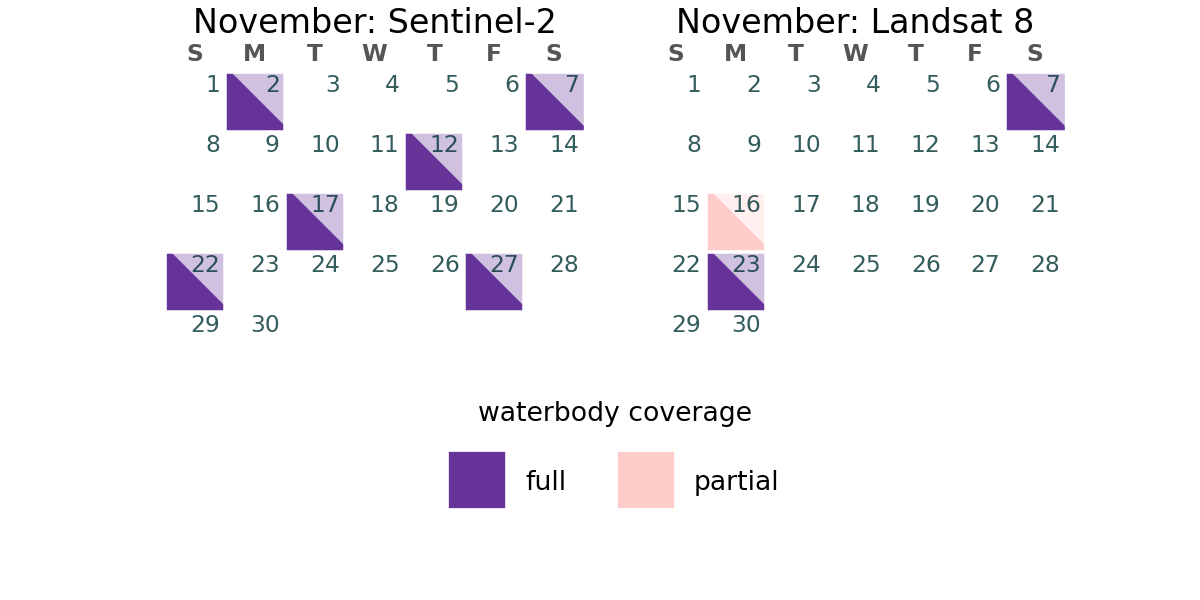 November: Sentinel-2
S M T W T F S
1 2 3 4 5 6 7
8 9 10 11 12 13 14
15 16 17 18 19 20 21
22 23 24 25 26 27 28
29 30
November: Landsat 8
S M T W T F S
1 2 3 4 5 6 7
8 9 10 11 12 13 14
15 16 17 18 19 20 21
22 23 24 25 26 27 28
29 30
waterbody coverage
full
partial